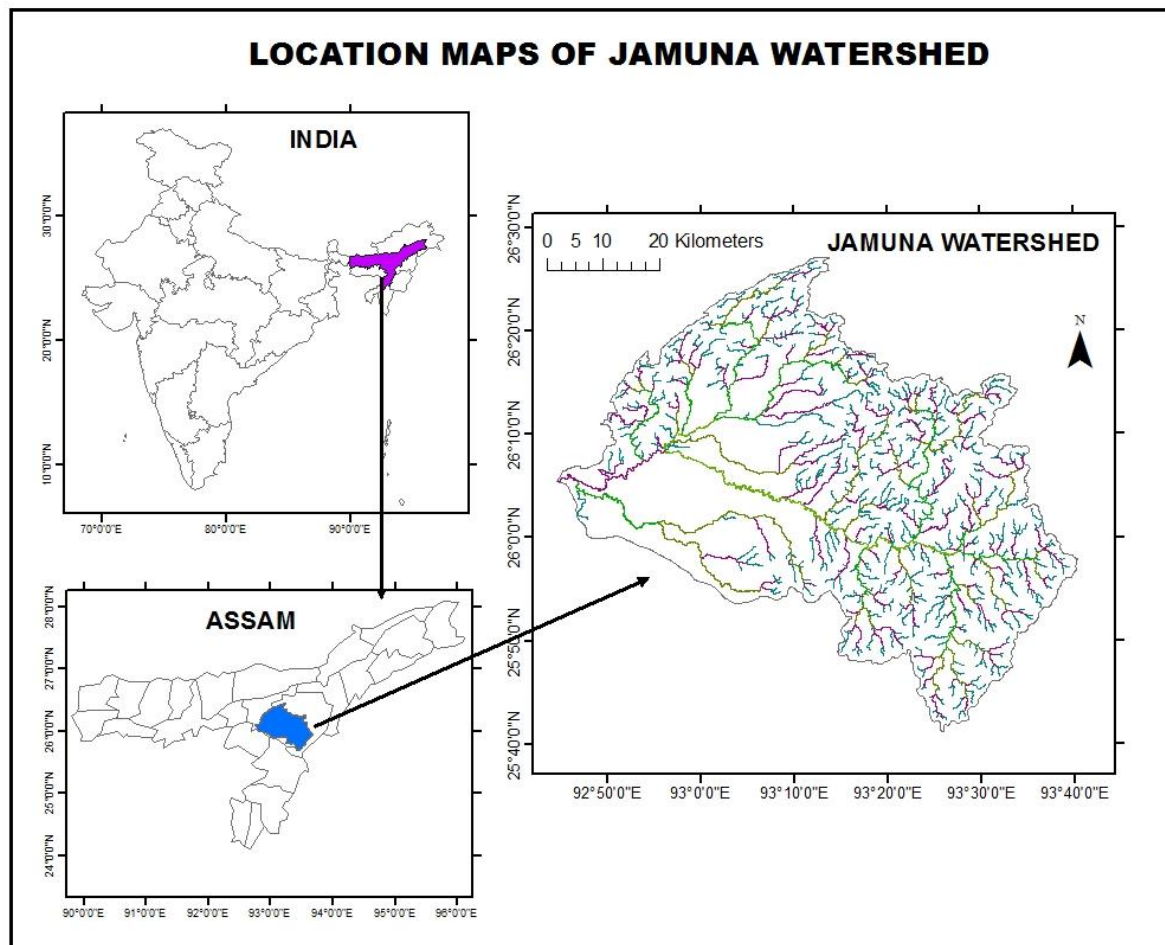 LOCATION MAPS OF JAMUNA WATERSHED
INDIA
30°0'0"N
20°0'0"N
10°0'0"N
70°0'0"E 80°0'0"E 90°0'0"E
ASSAM
28°0'0"N
27°0'0"N
26°0'0"N
25°0'0"N
24°0'0"N
90°0'0"E 91°0'0"E 92°0'0"E 93°0'0"E 94°0'0"E 95°0'0"E 96°0'0"E
JAMUNA WATERSHED
0 5 10 20 Kilometers
N
26°30'0"N
26°20'0"N
26°10'0"N
26°0'0"N
25°50'0"N
25°40'0"N
92°50'0"E 93°0'0"E 93°10'0"E 93°20'0"E 93°30'0"E 93°40'0"E